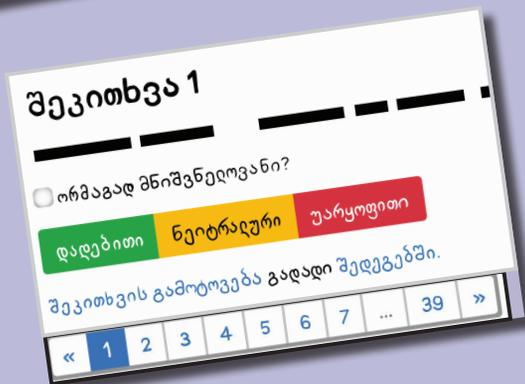 შეკითხვა 1
ორმაგად მნიშვნელოვანი?
დადებითი ნეიტრალური უარყოფითი
შეკითხვის გამოტოვება გადადი შედეგებში.
« 1 2 3 4 5 6 7 ... 39 »